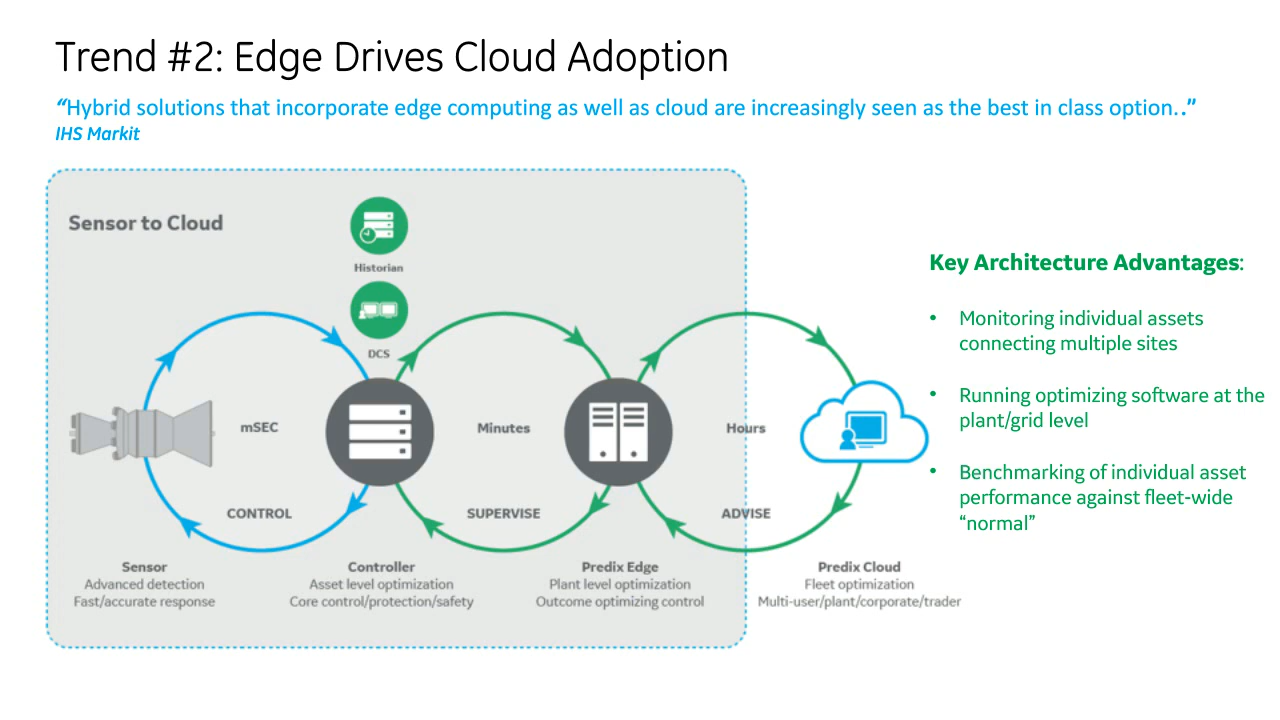 Trend #2: Edge Drives Cloud Adoption
“Hybrid solutions that incorporate edge computing as well as cloud are increasingly seen as the best in class option..”
IHS Markit
Sensor to Cloud
Historian
DCS
mSEC
Minutes
Hours
CONTROL
SUPERVISE
ADVISE
Sensor
Advanced detection
Fast/accurate response
Controller
Asset level optimization
Core control/protection/safety
Predix Edge
Plant level optimization
Outcome optimizing control
Predix Cloud
Fleet optimization
Multi-user/plant/corporate/trader
Key Architecture Advantages:
• Monitoring individual assets
connecting multiple sites
• Running optimizing software at the
plant/grid level
• Benchmarking of individual asset
performance against fleet-wide
“normal”